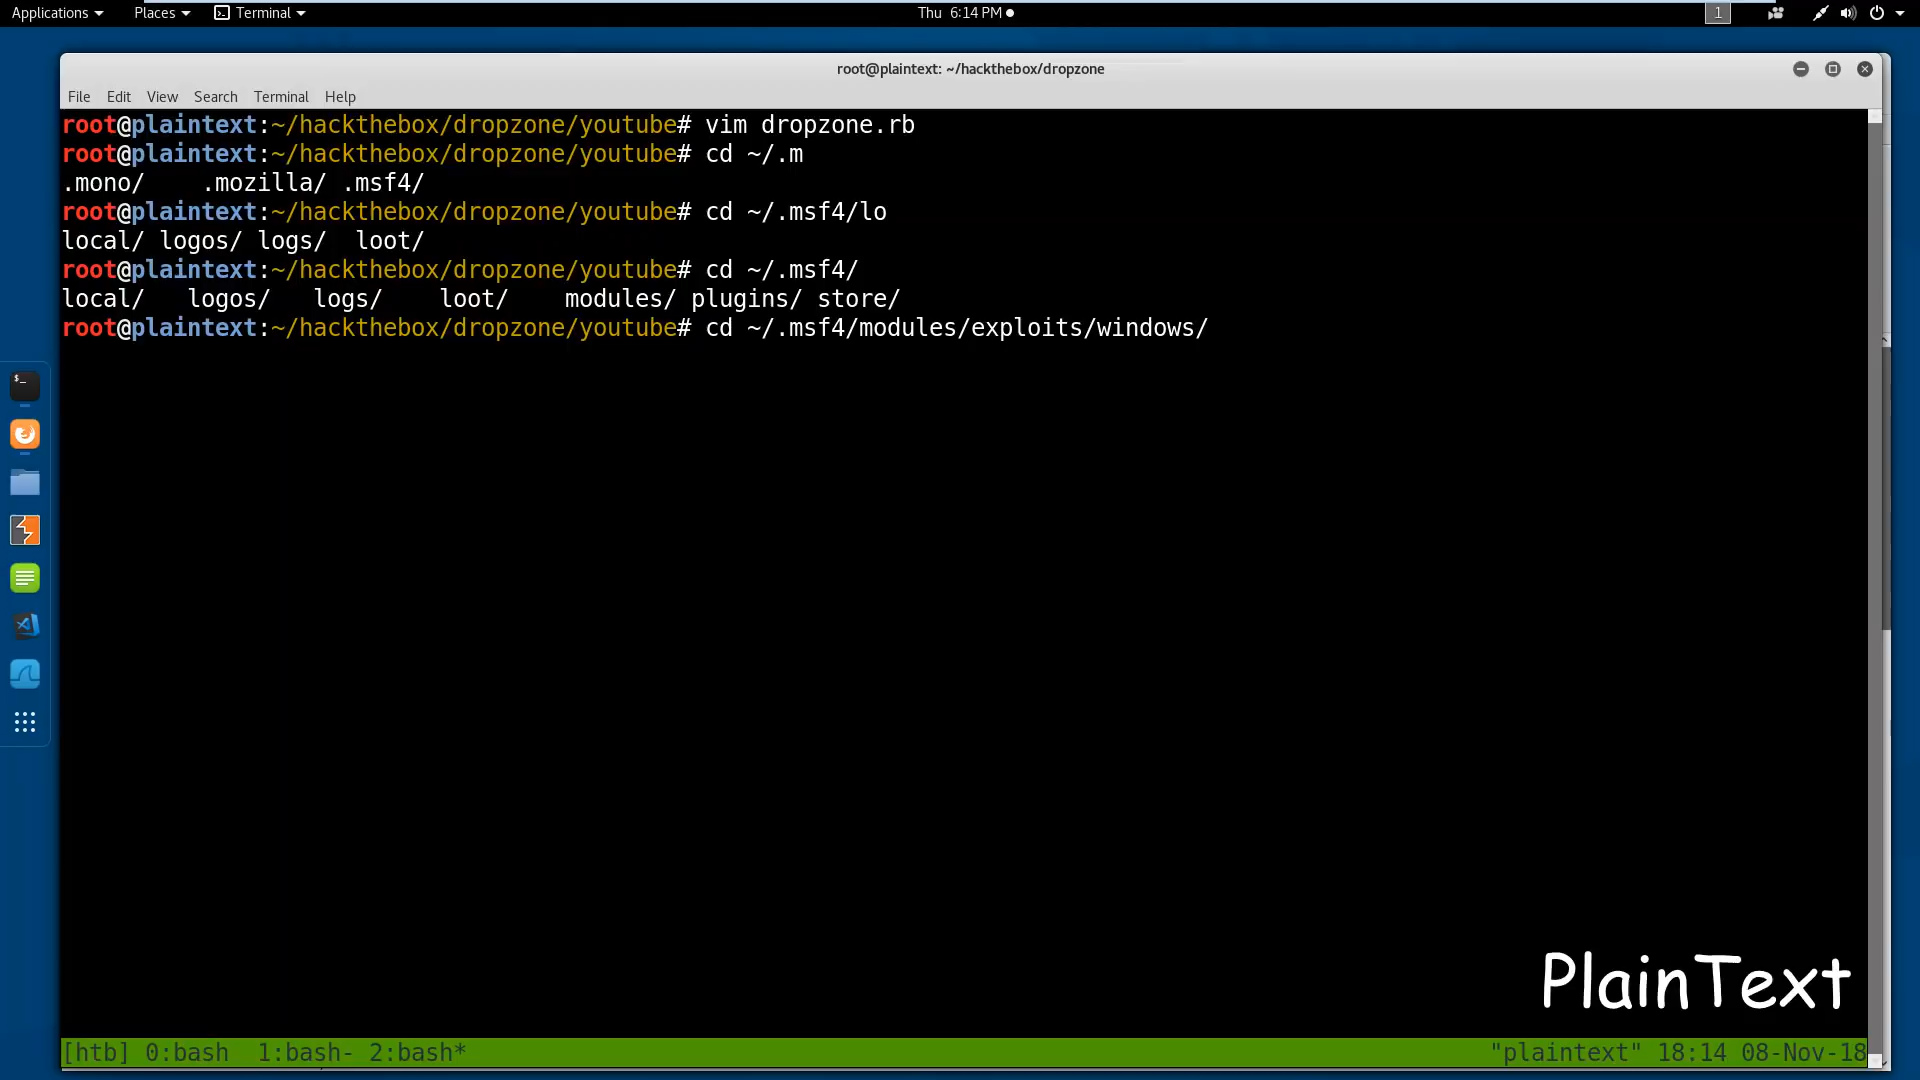 Applications Places Terminal Thu 6:14 PM 1
root@plaintext: ~/hackthebox/dropzone
File Edit View Search Terminal Help
root@plaintext:~/hackthebox/dropzone/youtube# vim dropzone.rb
root@plaintext:~/hackthebox/dropzone/youtube# cd ~/.m
.mono/    .mozilla/ .msf4/
root@plaintext:~/hackthebox/dropzone/youtube# cd ~/.msf4/lo
local/ logos/ logs/  loot/
root@plaintext:~/hackthebox/dropzone/youtube# cd ~/.msf4/
local/   logos/   logs/    loot/    modules/ plugins/ store/
root@plaintext:~/hackthebox/dropzone/youtube# cd ~/.msf4/modules/exploits/windows/
$_
PlainText
[htb] 0:bash  1:bash- 2:bash* "plaintext" 18:14 08-Nov-18